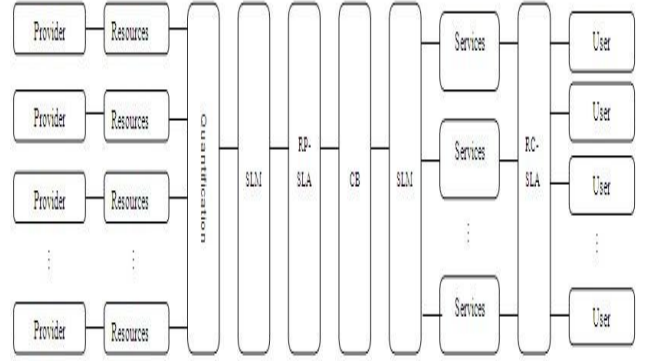 Provider
Resources
Provider
Resources
Provider
Resources
Provider
Resources
Quantification
SLM
RP-
SLA
CB
SLM
Services
Services
Services
RC-
SLA
User
User
User
User